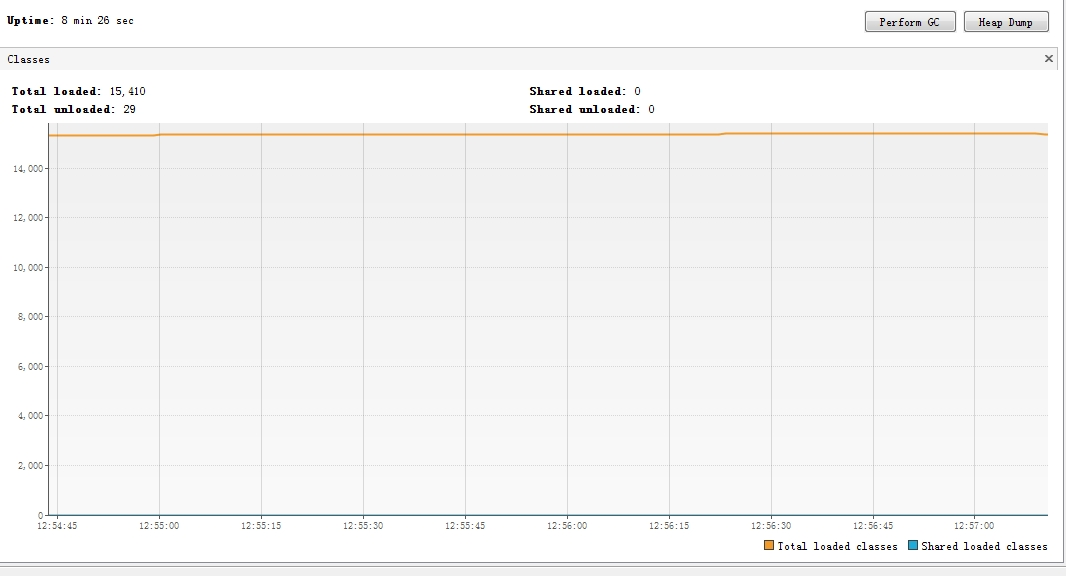 Uptime: 8 min 26 sec
Perform GC
Heap Dump
Classes
Total loaded: 15,410
Shared loaded: 0
Total unloaded: 29
Shared unloaded: 0
14,000
12,000
10,000
8,000
6,000
4,000
2,000
0
12:54:45 12:55:00 12:55:15 12:55:30 12:55:45 12:56:00 12:56:15 12:56:30 12:56:45 12:57:00
Total loaded classes Shared loaded classes